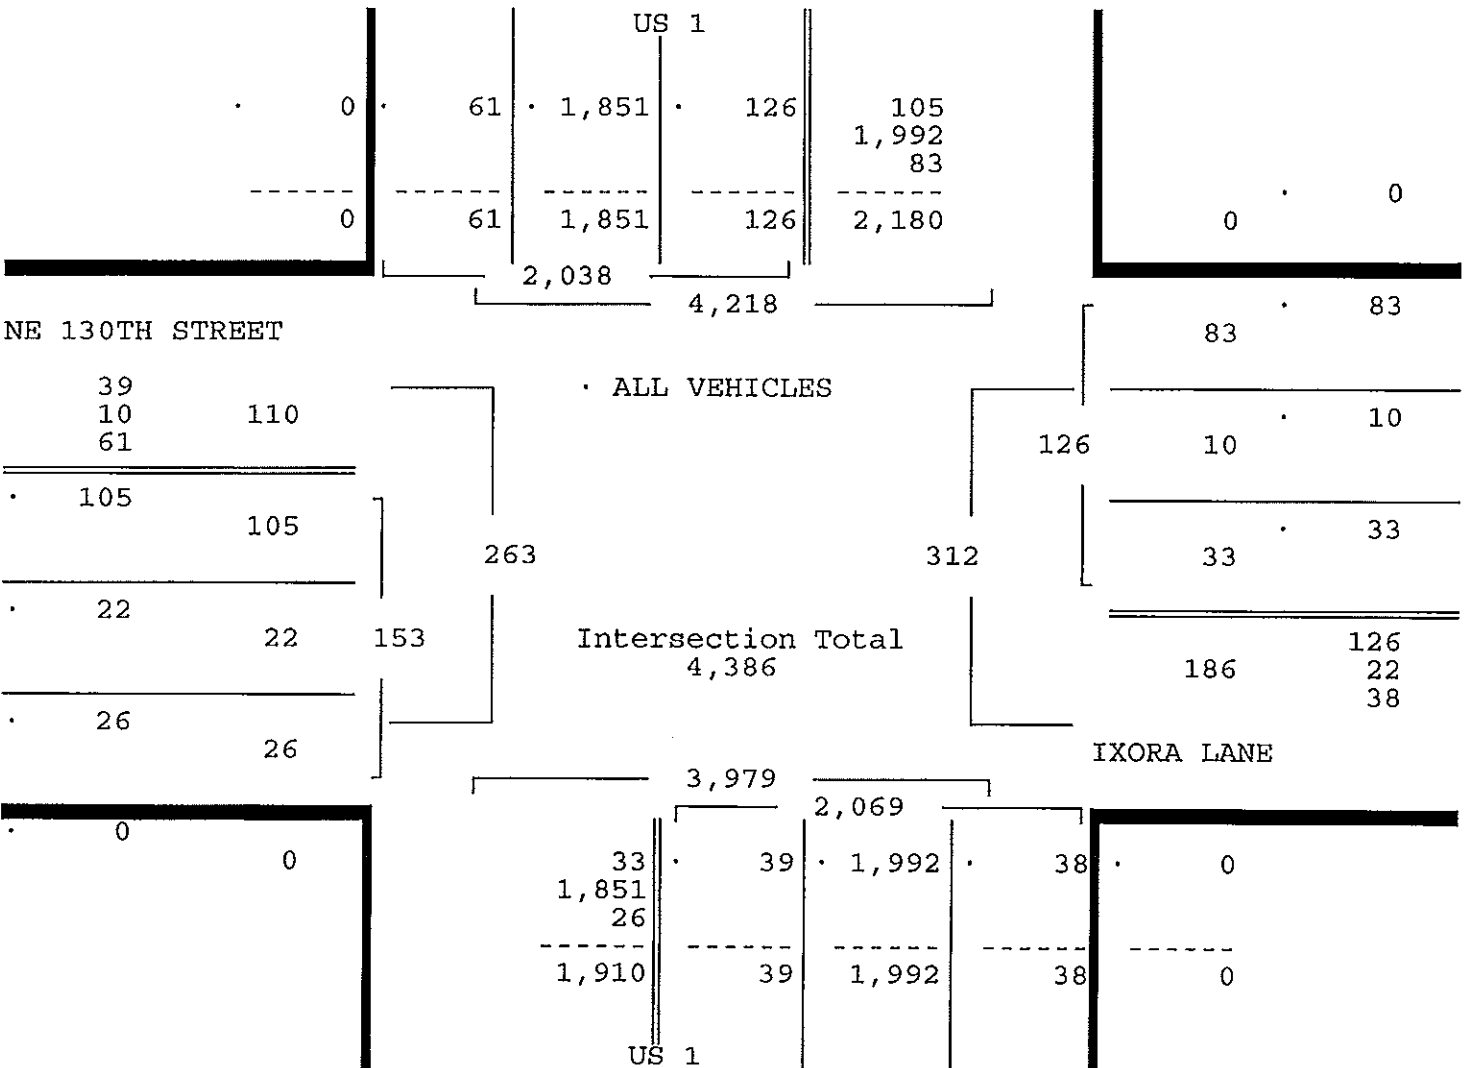 US 1
0 61 1,851 126 105
1,992
83
0
0 61 1,851 126 2,180 0
2,038
4,218 83
NE 130TH STREET 83
39 ALL VEHICLES
10 110 10
61 126 10
105
105 33
263 312 33
22
22 153 Intersection Total 126
4,386 186 22
38
26
26 IXORA LANE
3,979
2,069
0
0 33 39 1,992 38 0
1,851
26
1,910 39 1,992 38 0
US 1